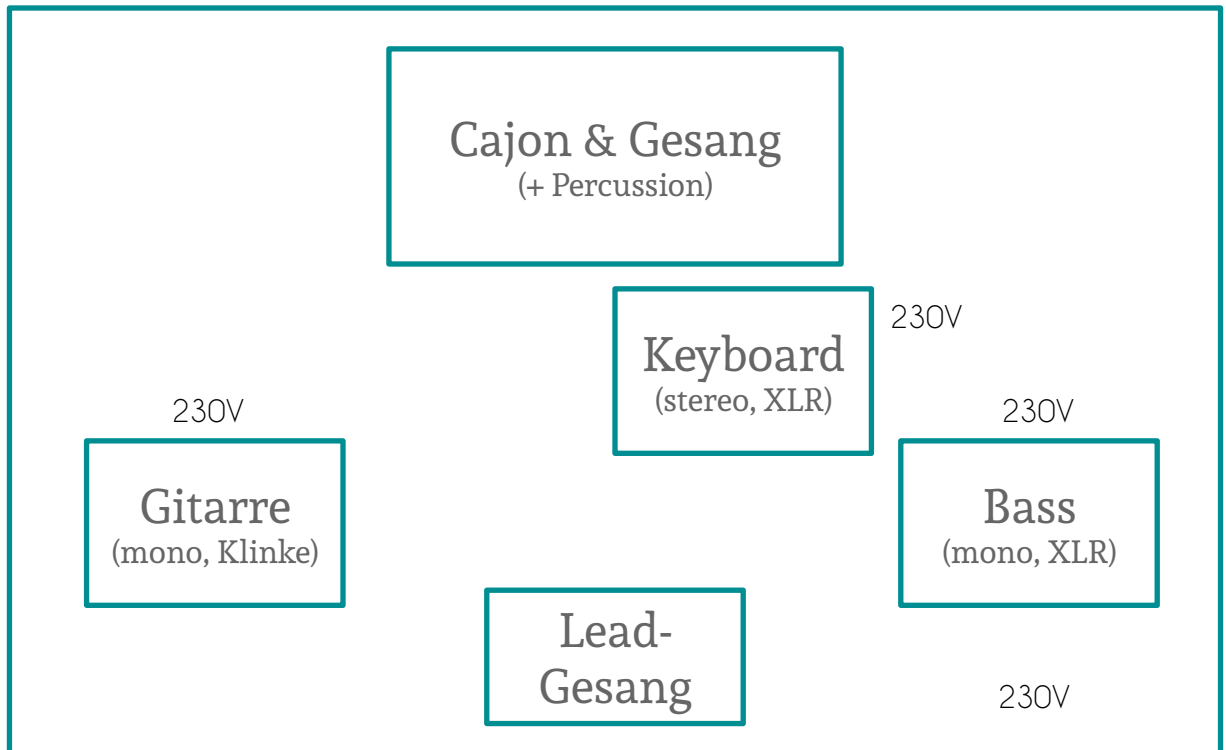 Cajon & Gesang
(+ Percussion)
230V
Keyboard
(stereo, XLR)
230V
230V
Gitarre
(mono, Klinke)
Bass
(mono, XLR)
Lead-
Gesang
230V